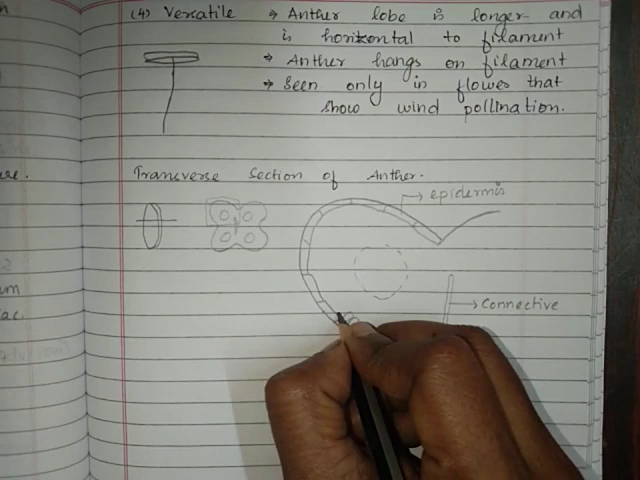 (4) Versatile → Anther lobe is longer and
is horizontal to filament
→ Anther hangs on filament
→ Seen only in flowes that
show wind pollination.
Transverse Section of Anther.
epidermis
Connective